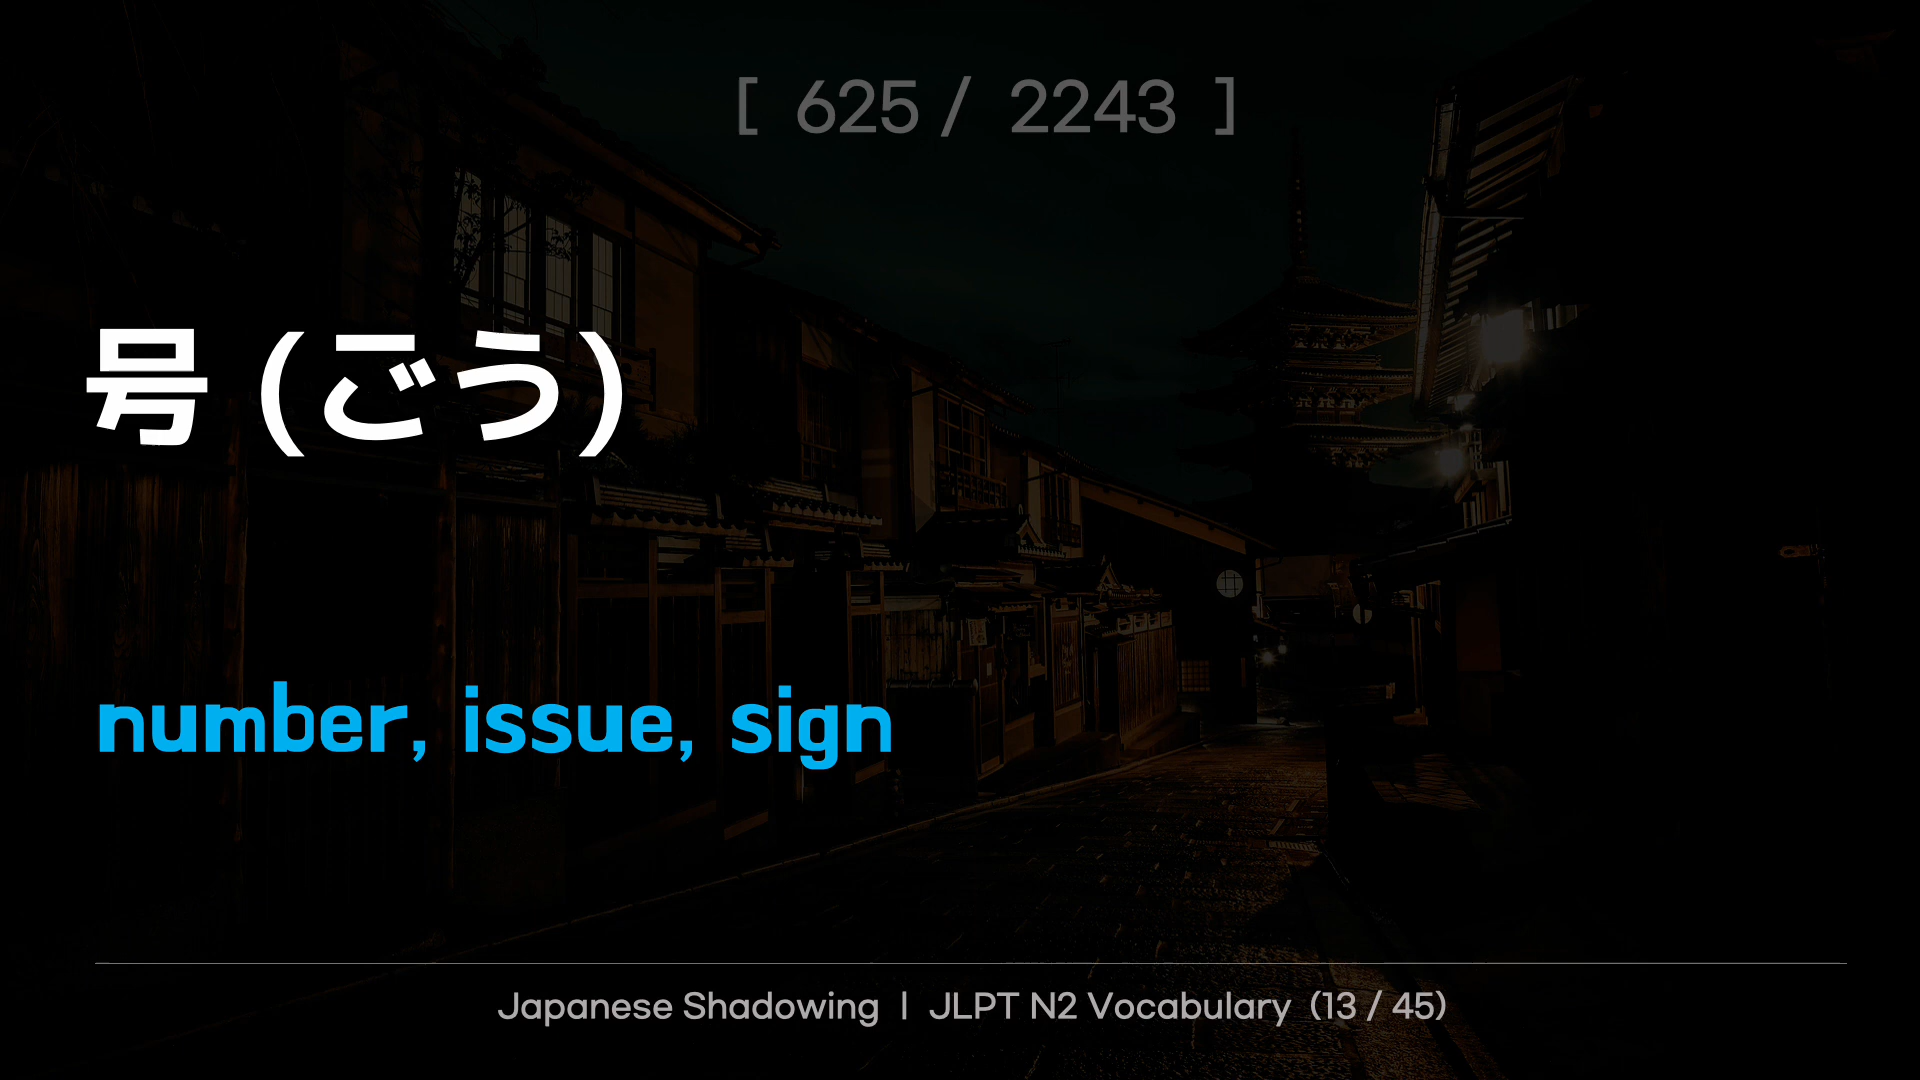 [ 625 / 2243 ]
号 (ごう)
number, issue, sign
Japanese Shadowing | JLPT N2 Vocabulary (13 / 45)